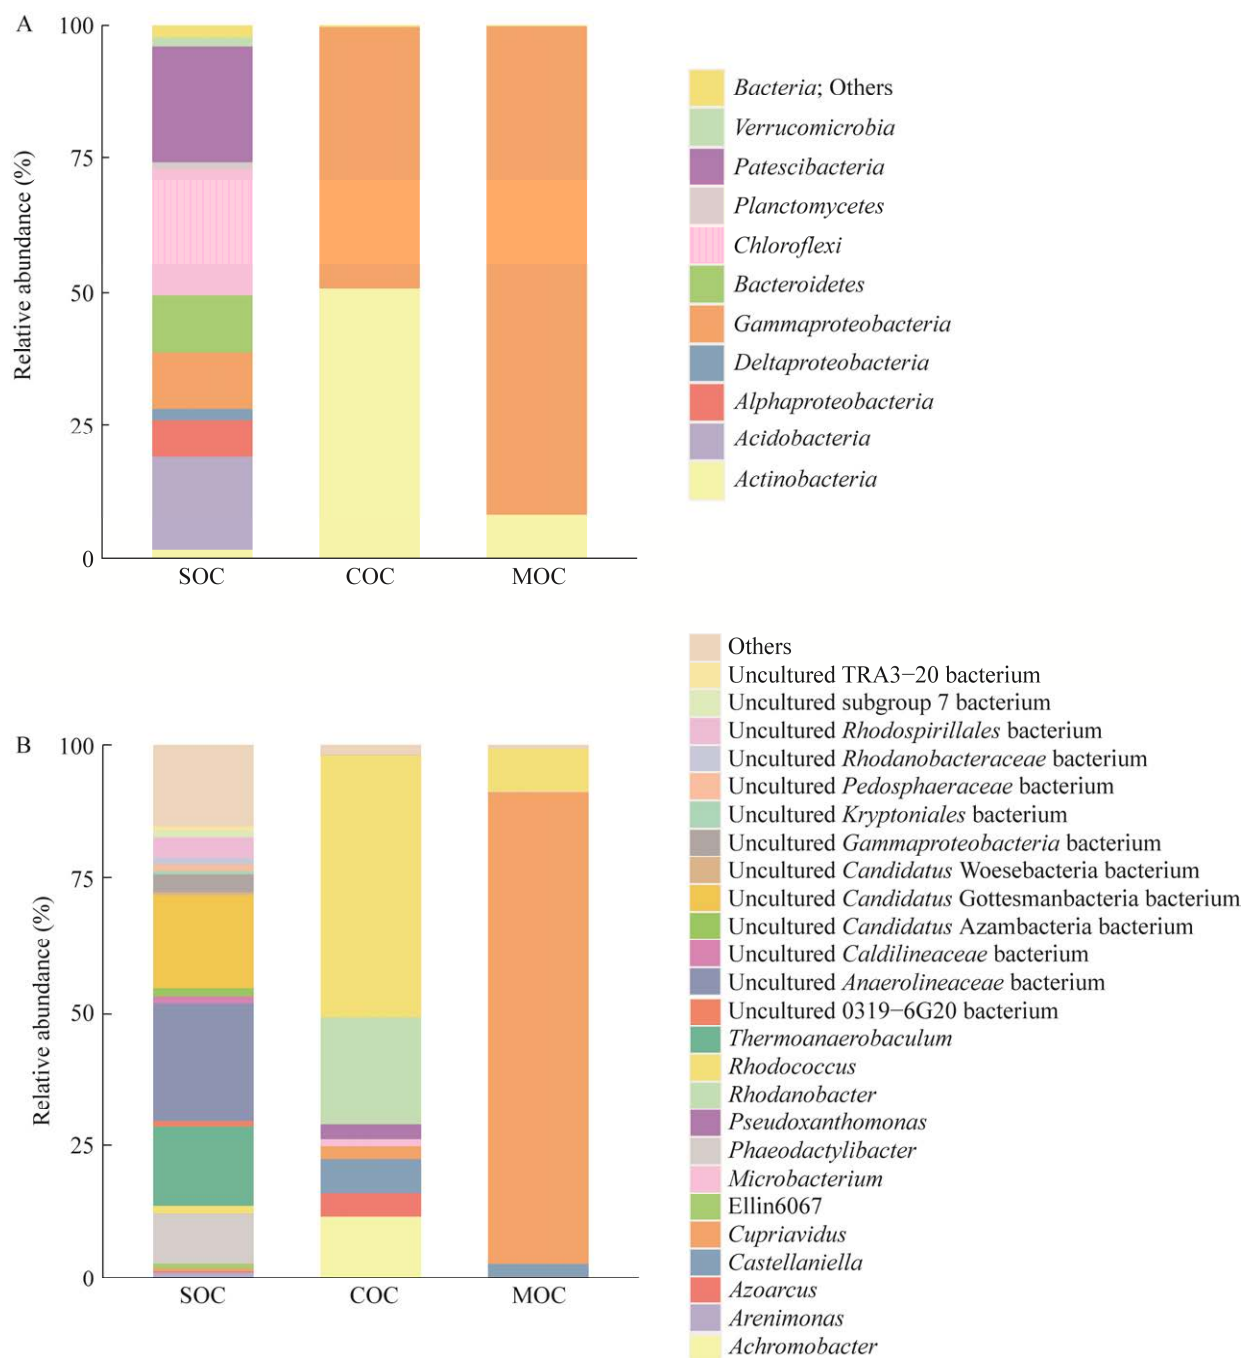 A
100
75
50
25
0
Relative abundance (%)
SOC
COC
MOC
Bacteria; Others
Verrucomicrobia
Patescibacteria
Planctomycetes
Chloroflexi
Bacteroidetes
Gammaproteobacteria
Deltaproteobacteria
Alphaproteobacteria
Acidobacteria
Actinobacteria
B
100
75
50
25
0
Relative abundance (%)
SOC
COC
MOC
Others
Uncultured TRA3−20 bacterium
Uncultured subgroup 7 bacterium
Uncultured Rhodospirillales bacterium
Uncultured Rhodanobacteraceae bacterium
Uncultured Pedosphaeraceae bacterium
Uncultured Kryptoniales bacterium
Uncultured Gammaproteobacteria bacterium
Uncultured Candidatus Woesebacteria bacterium
Uncultured Candidatus Gottesmanbacteria bacterium
Uncultured Candidatus Azambacteria bacterium
Uncultured Caldilineaceae bacterium
Uncultured Anaerolineaceae bacterium
Uncultured 0319−6G20 bacterium
Thermoanaerobaculum
Rhodococcus
Rhodanobacter
Pseudoxanthomonas
Phaeodactylibacter
Microbacterium
Ellin6067
Cupriavidus
Castellaniella
Azoarcus
Arenimonas
Achromobacter